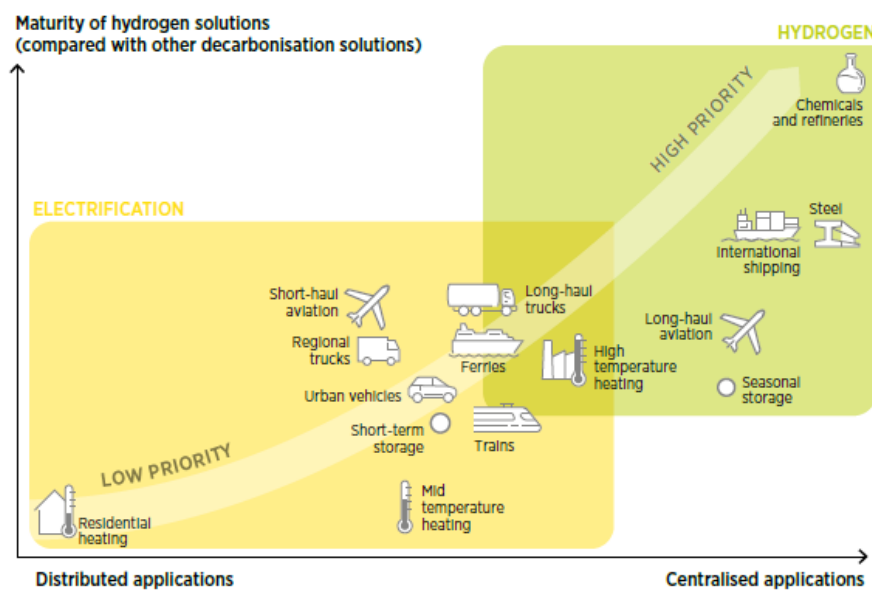 Maturity of hydrogen solutions
(compared with other decarbonisation solutions)
HYDROGEN
HIGH PRIORITY
Chemicals
and refineries
ELECTRIFICATION
Steel
International
shipping
Short-haul
aviation
Long-haul
trucks
Long-haul
aviation
Regional
trucks
Ferries
High
temperature
heating
Urban vehicles
Seasonal
storage
Short-term
storage
Trains
LOW PRIORITY
Mid
temperature
heating
Residential
heating
Distributed applications
Centralised applications